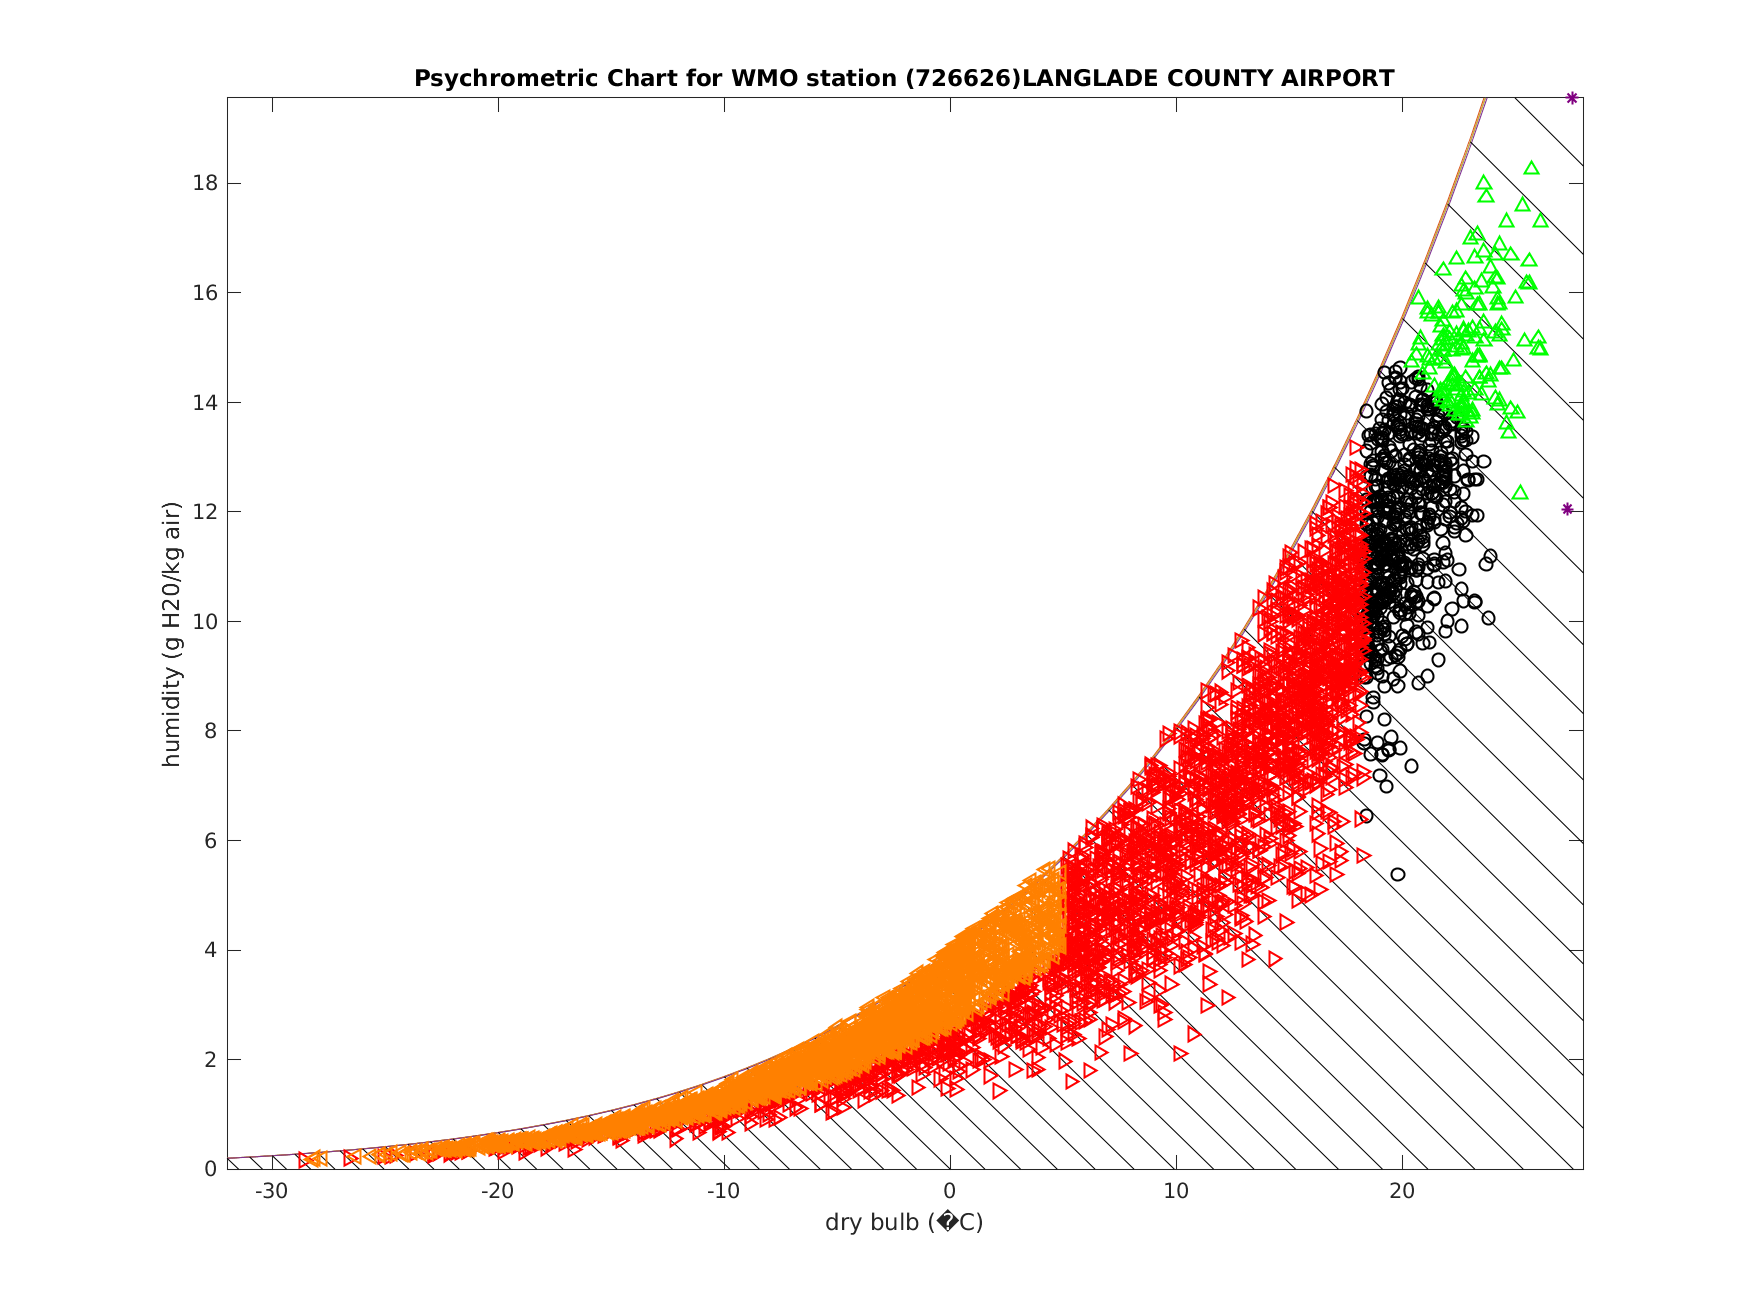 Psychrometric Chart for WMO station (726626)LANGLADE COUNTY AIRPORT
18
16
14
12
10
8
6
4
2
0
humidity (g H20/kg air)
-30 -20 -10 0 10 20
dry bulb (�C)